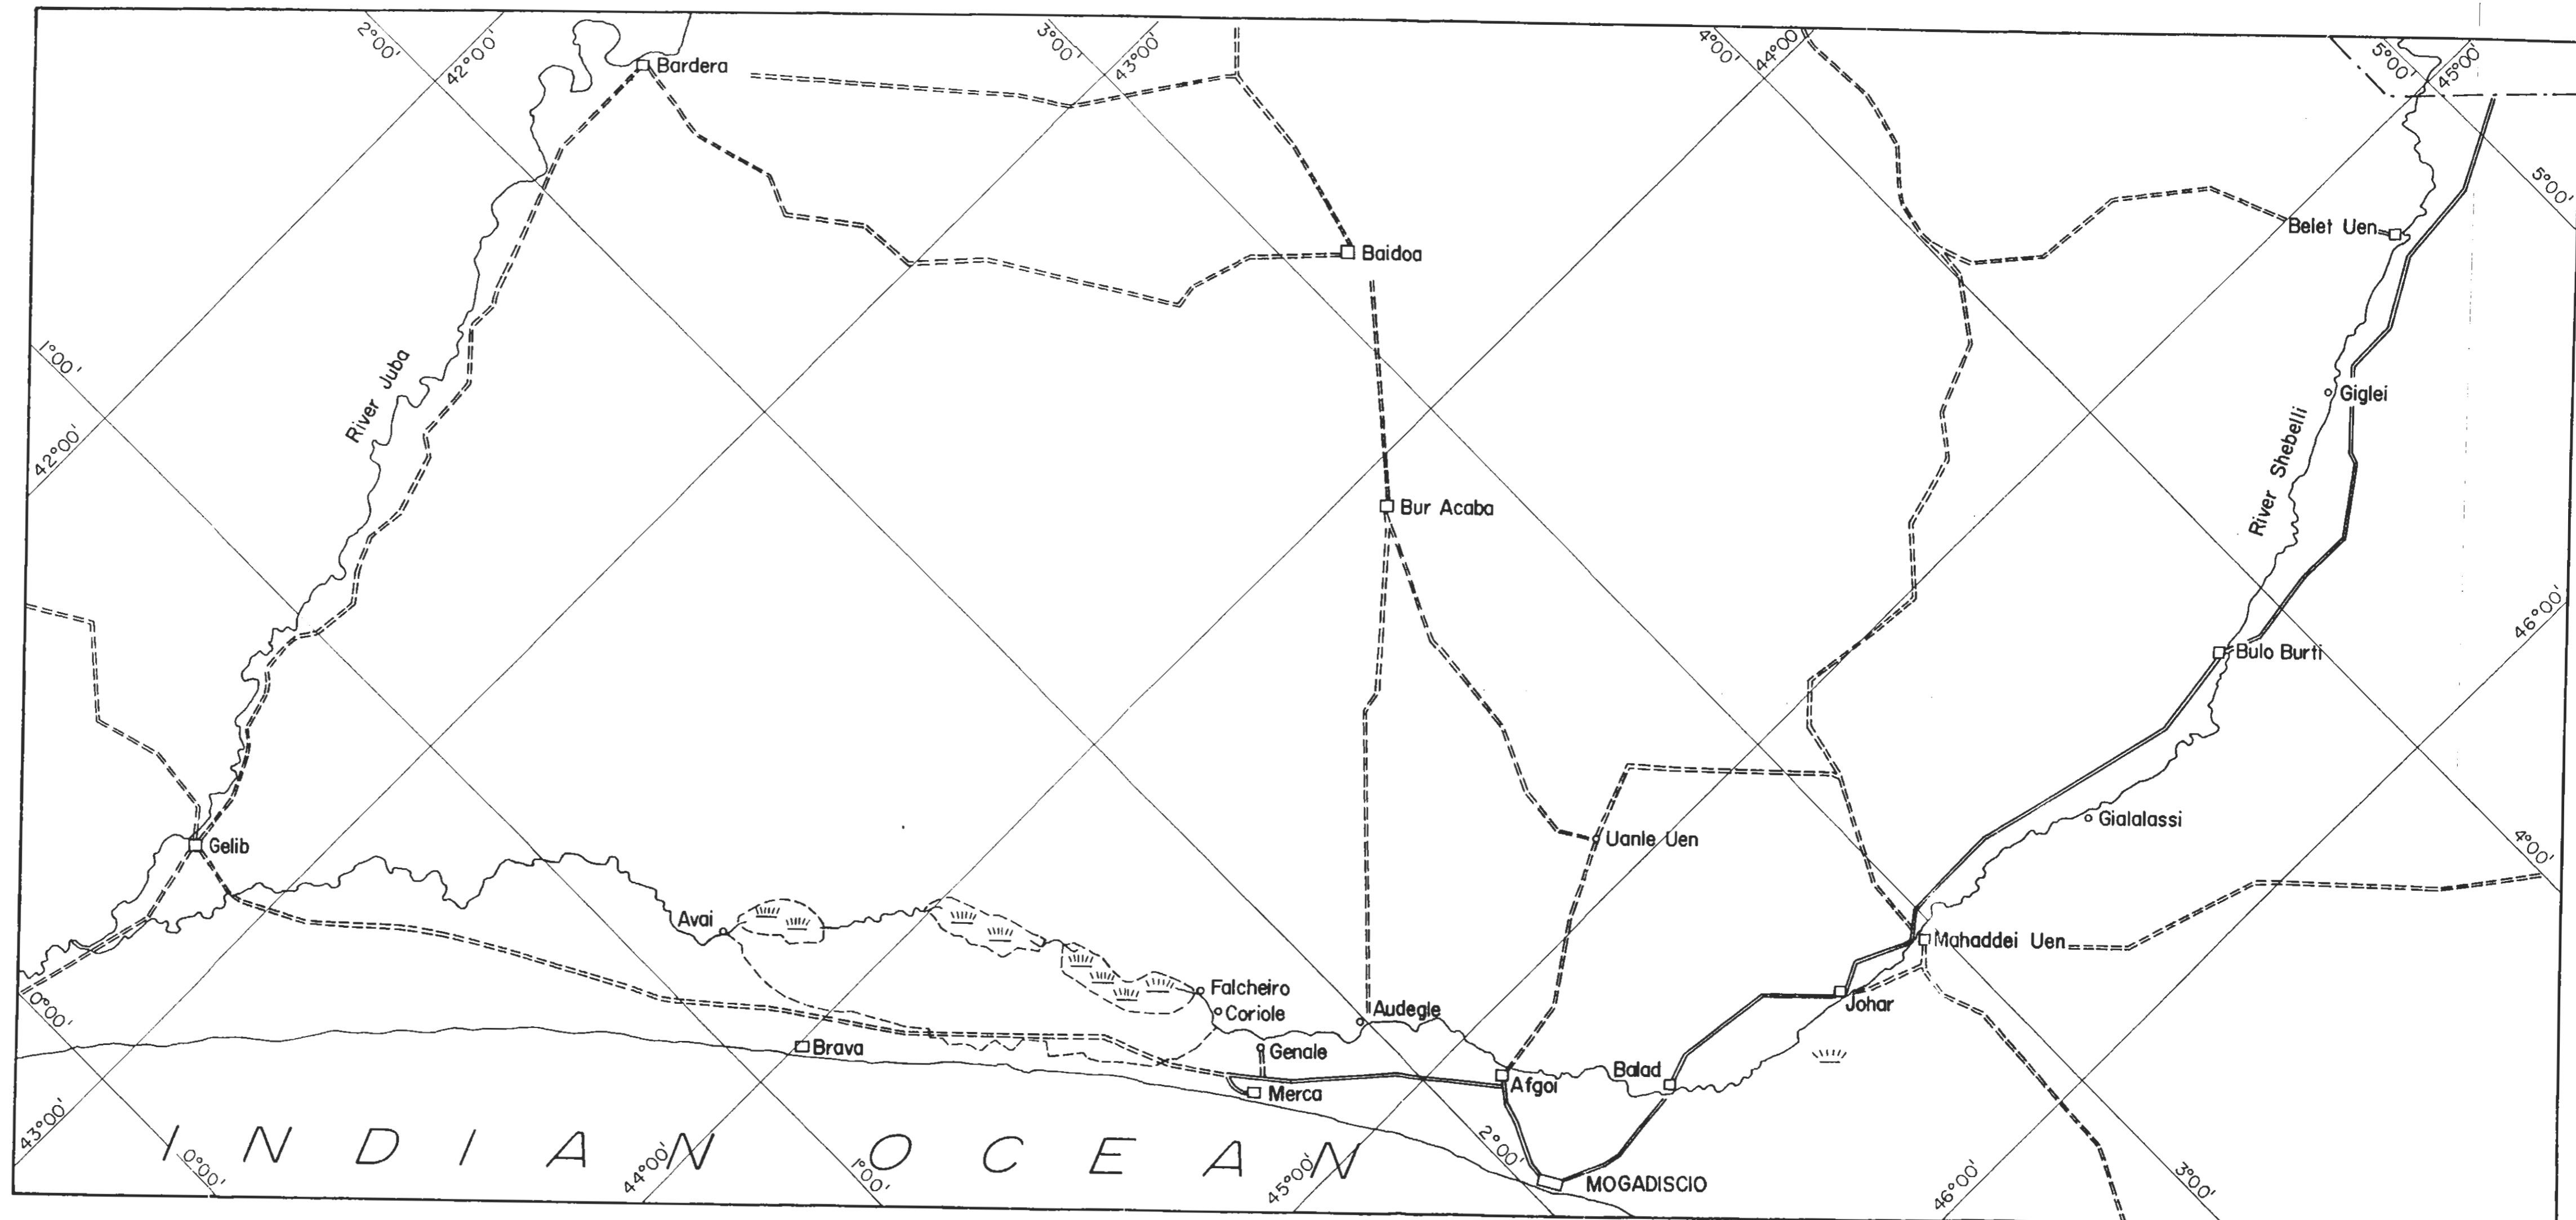 2°00'
42°00'
3°00'
43°00'
4°00'
44°00'
5°00'
45°00'
Bardera
5°00'
Belet Uen
Baidoa
1°00'
River Juba
Giglei
42°00'
River Shebelli
Bur Acaba
46°00'
Bulo Burti
Gialalassi
Uanle Uen
4°00'
Gelib
Avai
Mahaddei Uen
Falcheiro
Johar
0°00'
Coriole
Audegle
Brava
Genale
Balad
Afgoi
Merca
43°00'
INDIAN OCEAN
0°00'
44°00'
1°00'
45°00'
2°00'
MOGADISCIO
46°00'
3°00'